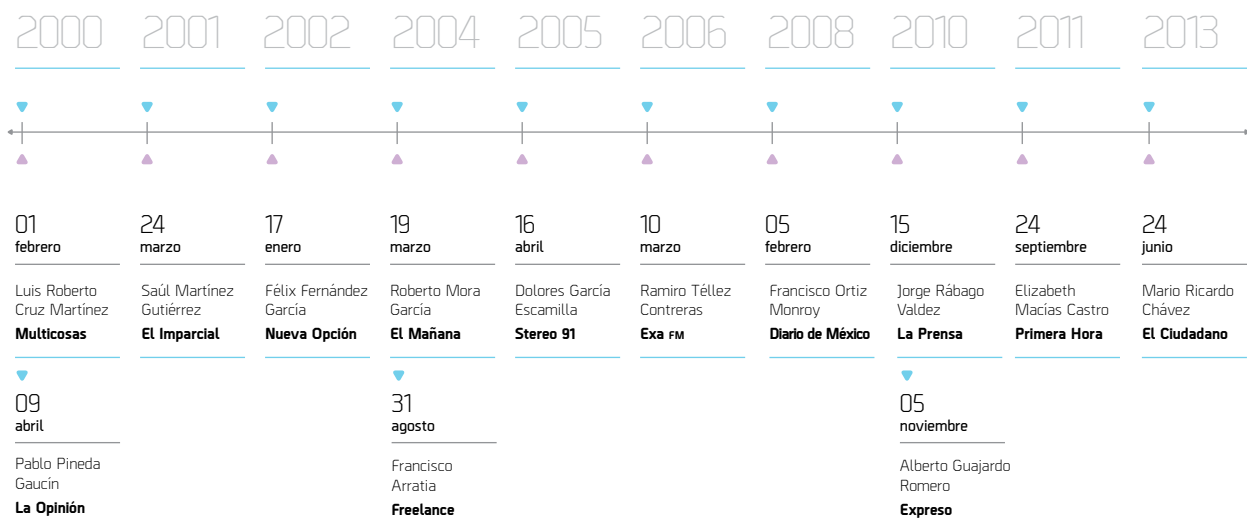 2000
2001
2002
2004
2005
2006
2008
2010
2011
2013
01
febrero
Luis Roberto
Cruz Martínez
Multicosas
24
marzo
Saúl Martínez
Gutiérrez
El Imparcial
17
enero
Félix Fernández
García
Nueva Opción
19
marzo
Roberto Mora
García
El Mañana
16
abril
Dolores García
Escamilla
Stereo 91
10
marzo
Ramiro Téllez
Contreras
Exa FM
05
febrero
Francisco Ortiz
Monroy
Diario de México
15
diciembre
Jorge Rábago
Valdez
La Prensa
24
septiembre
Elizabeth
Macías Castro
Primera Hora
24
junio
Mario Ricardo
Chávez
El Ciudadano
09
abril
Pablo Pineda
Gaucín
La Opinión
31
agosto
Francisco
Arratia
Freelance
05
noviembre
Alberto Guajardo
Romero
Expreso